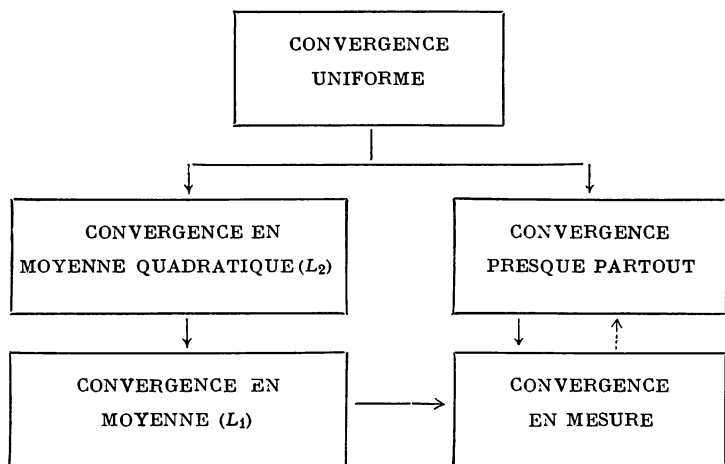 CONVERGENCE
UNIFORME
CONVERGENCE EN
MOYENNE QUADRATIQUE (L₂)
CONVERGENCE
PRESQUE PARTOUT
CONVERGENCE EN
MOYENNE (L₁)
CONVERGENCE
EN MESURE